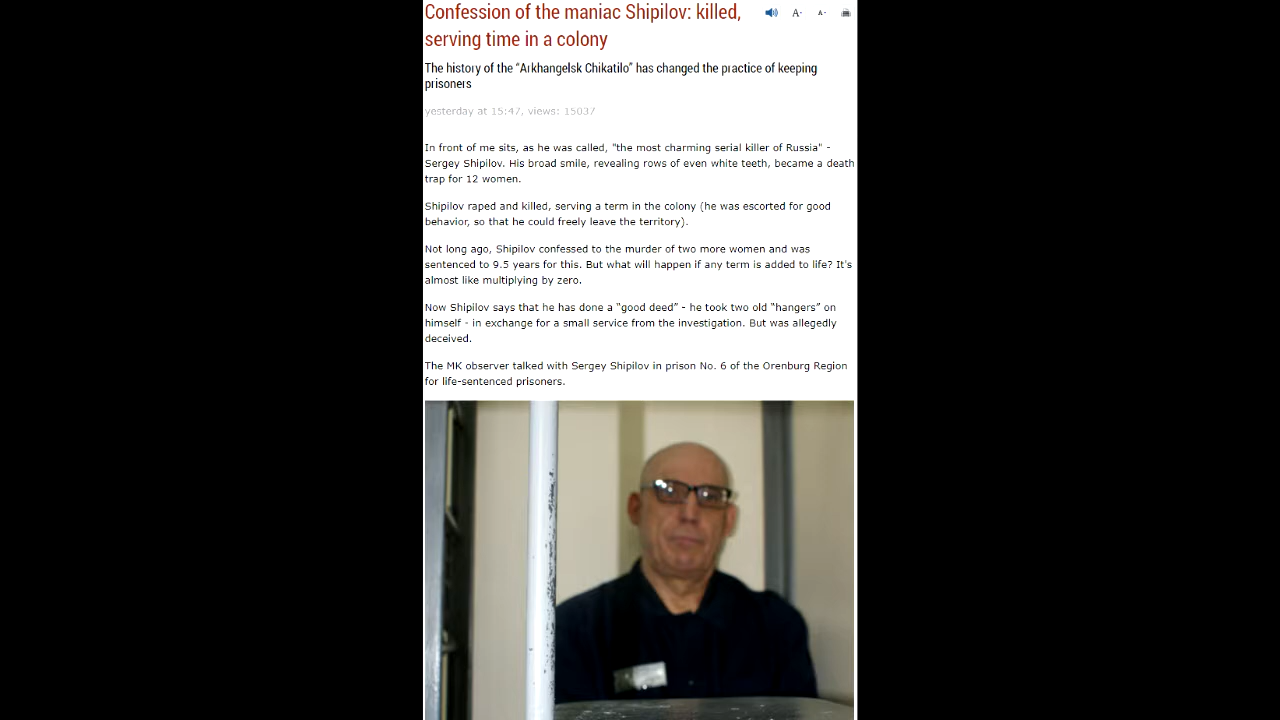 Confession of the maniac Shipilov: killed,
serving time in a colony
A+
A-
The history of the “Arkhangelsk Chikatilo” has changed the practice of keeping
prisoners
yesterday at 15:47, views: 15037
In front of me sits, as he was called, "the most charming serial killer of Russia" -
Sergey Shipilov. His broad smile, revealing rows of even white teeth, became a death
trap for 12 women.
Shipilov raped and killed, serving a term in the colony (he was escorted for good
behavior, so that he could freely leave the territory).
Not long ago, Shipilov confessed to the murder of two more women and was
sentenced to 9.5 years for this. But what will happen if any term is added to life? It's
almost like multiplying by zero.
Now Shipilov says that he has done a “good deed” - he took two old “hangers” on
himself - in exchange for a small service from the investigation. But was allegedly
deceived.
The MK observer talked with Sergey Shipilov in prison No. 6 of the Orenburg Region
for life-sentenced prisoners.